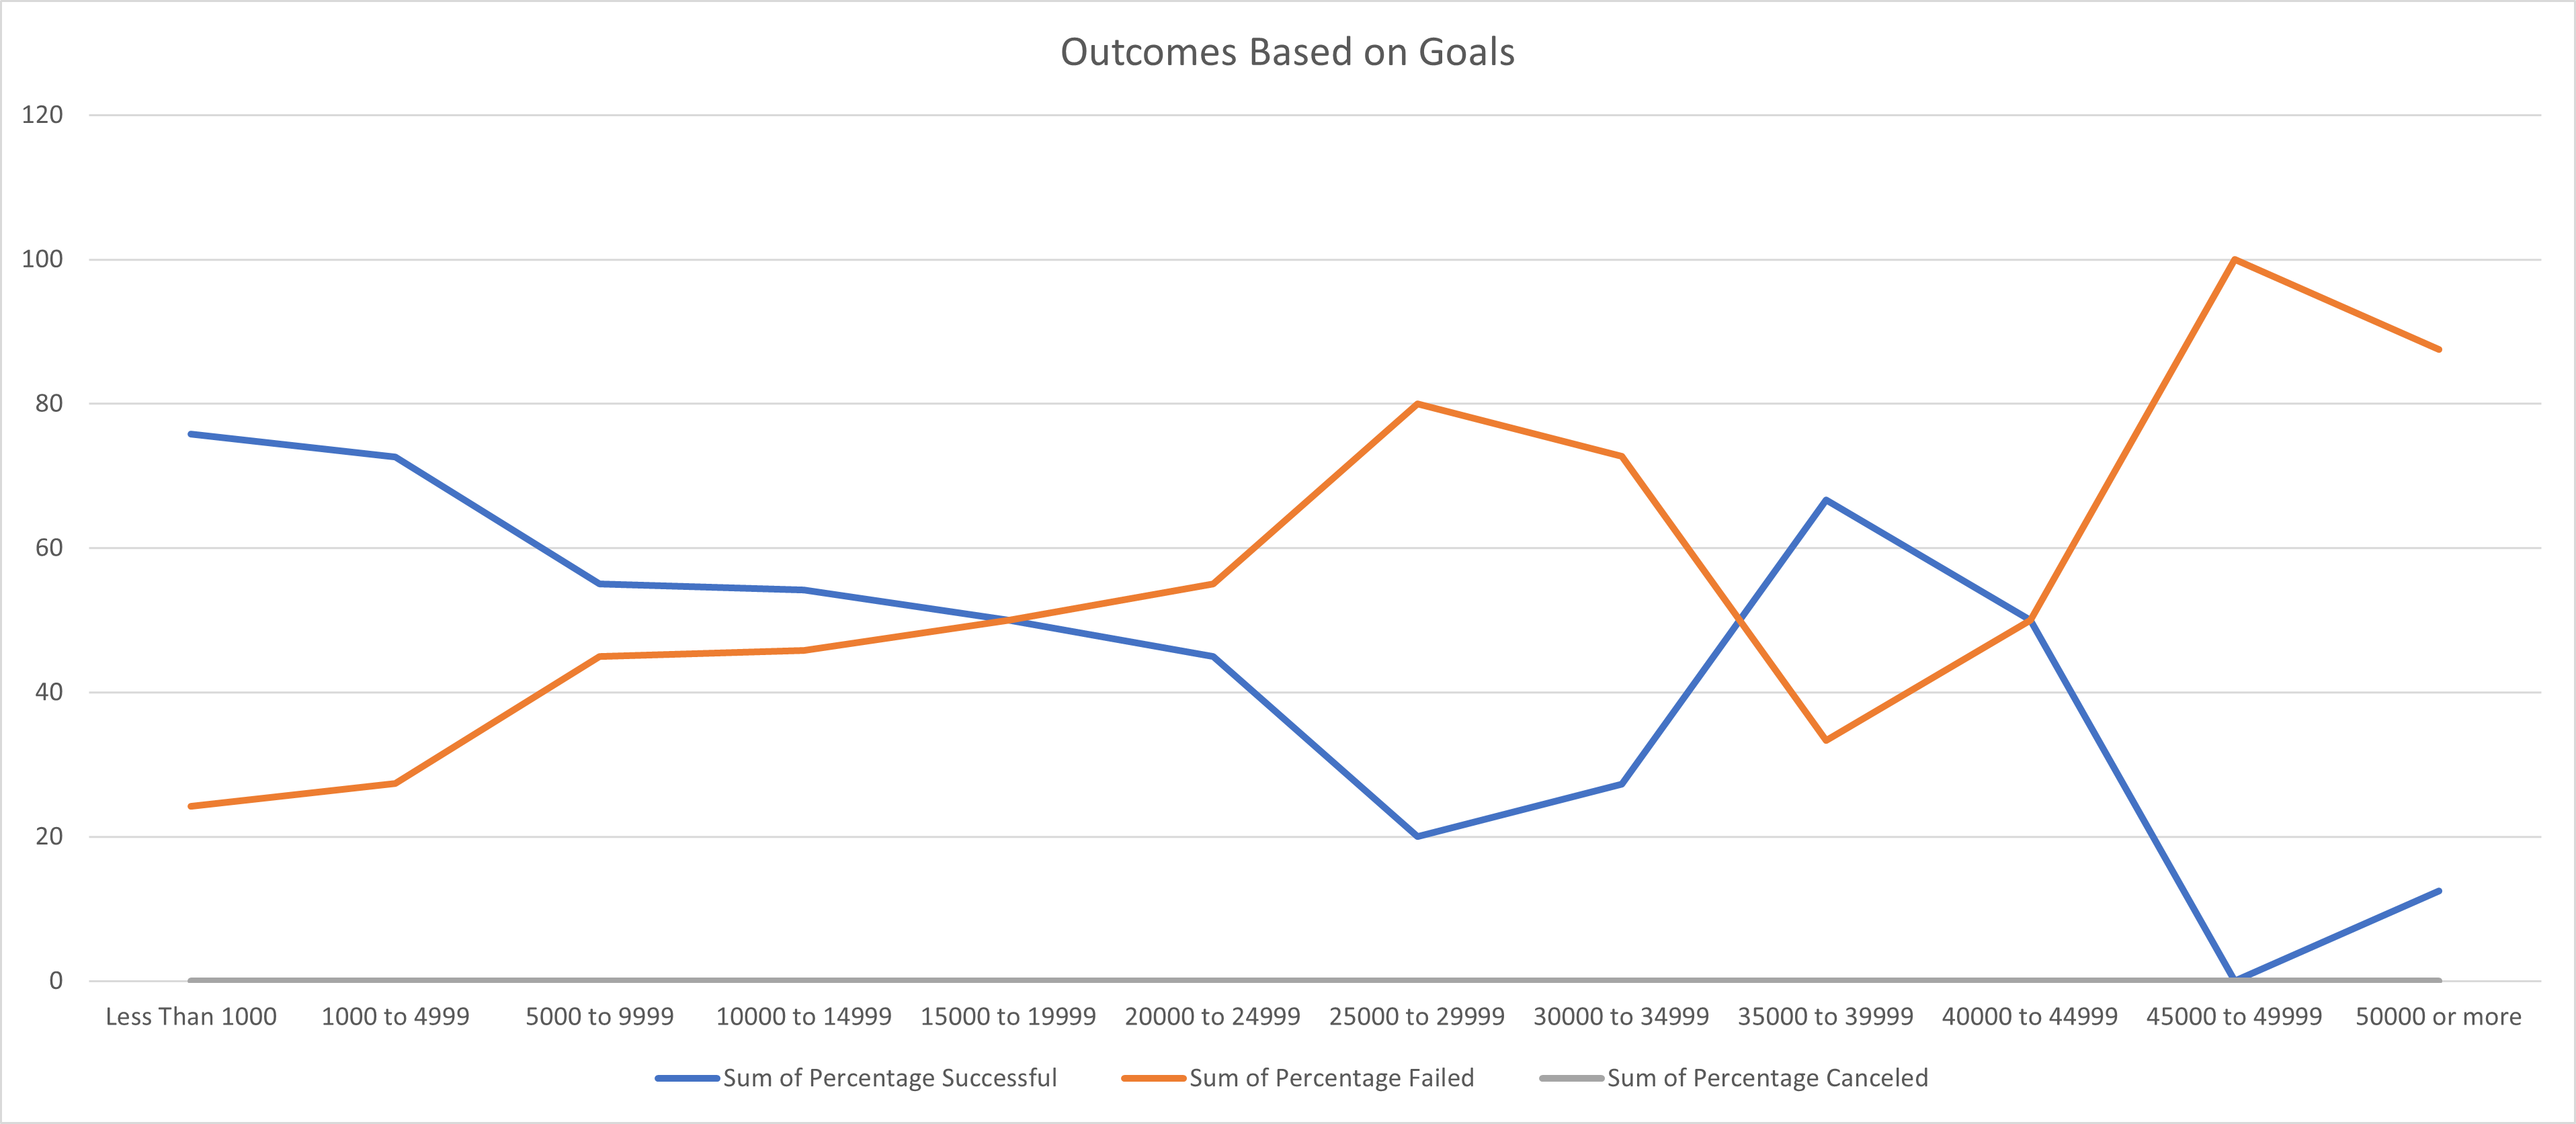 Outcomes Based on Goals
120
100
80
60
40
20
0
Less Than 1000 1000 to 4999 5000 to 9999 10000 to 14999 15000 to 19999 20000 to 24999 25000 to 29999 30000 to 34999 35000 to 39999 40000 to 44999 45000 to 49999 50000 or more
Sum of Percentage Successful Sum of Percentage Failed Sum of Percentage Canceled